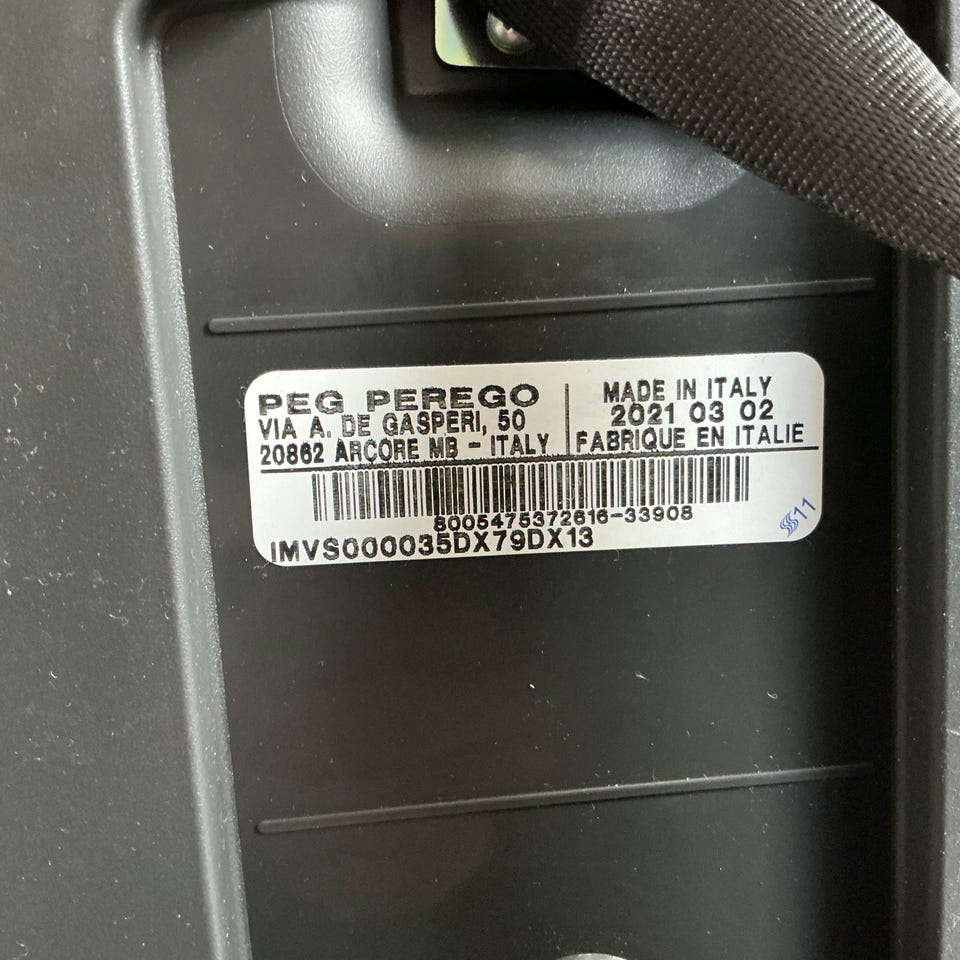 PEG PEREGO
VIA A. DE GASPERI, 50
20862 ARCORE MB - ITALY
MADE IN ITALY
2021 03 02
FABRIQUE EN ITALIE
8005475372616-33908
IMVS000035DX79DX13
SS11